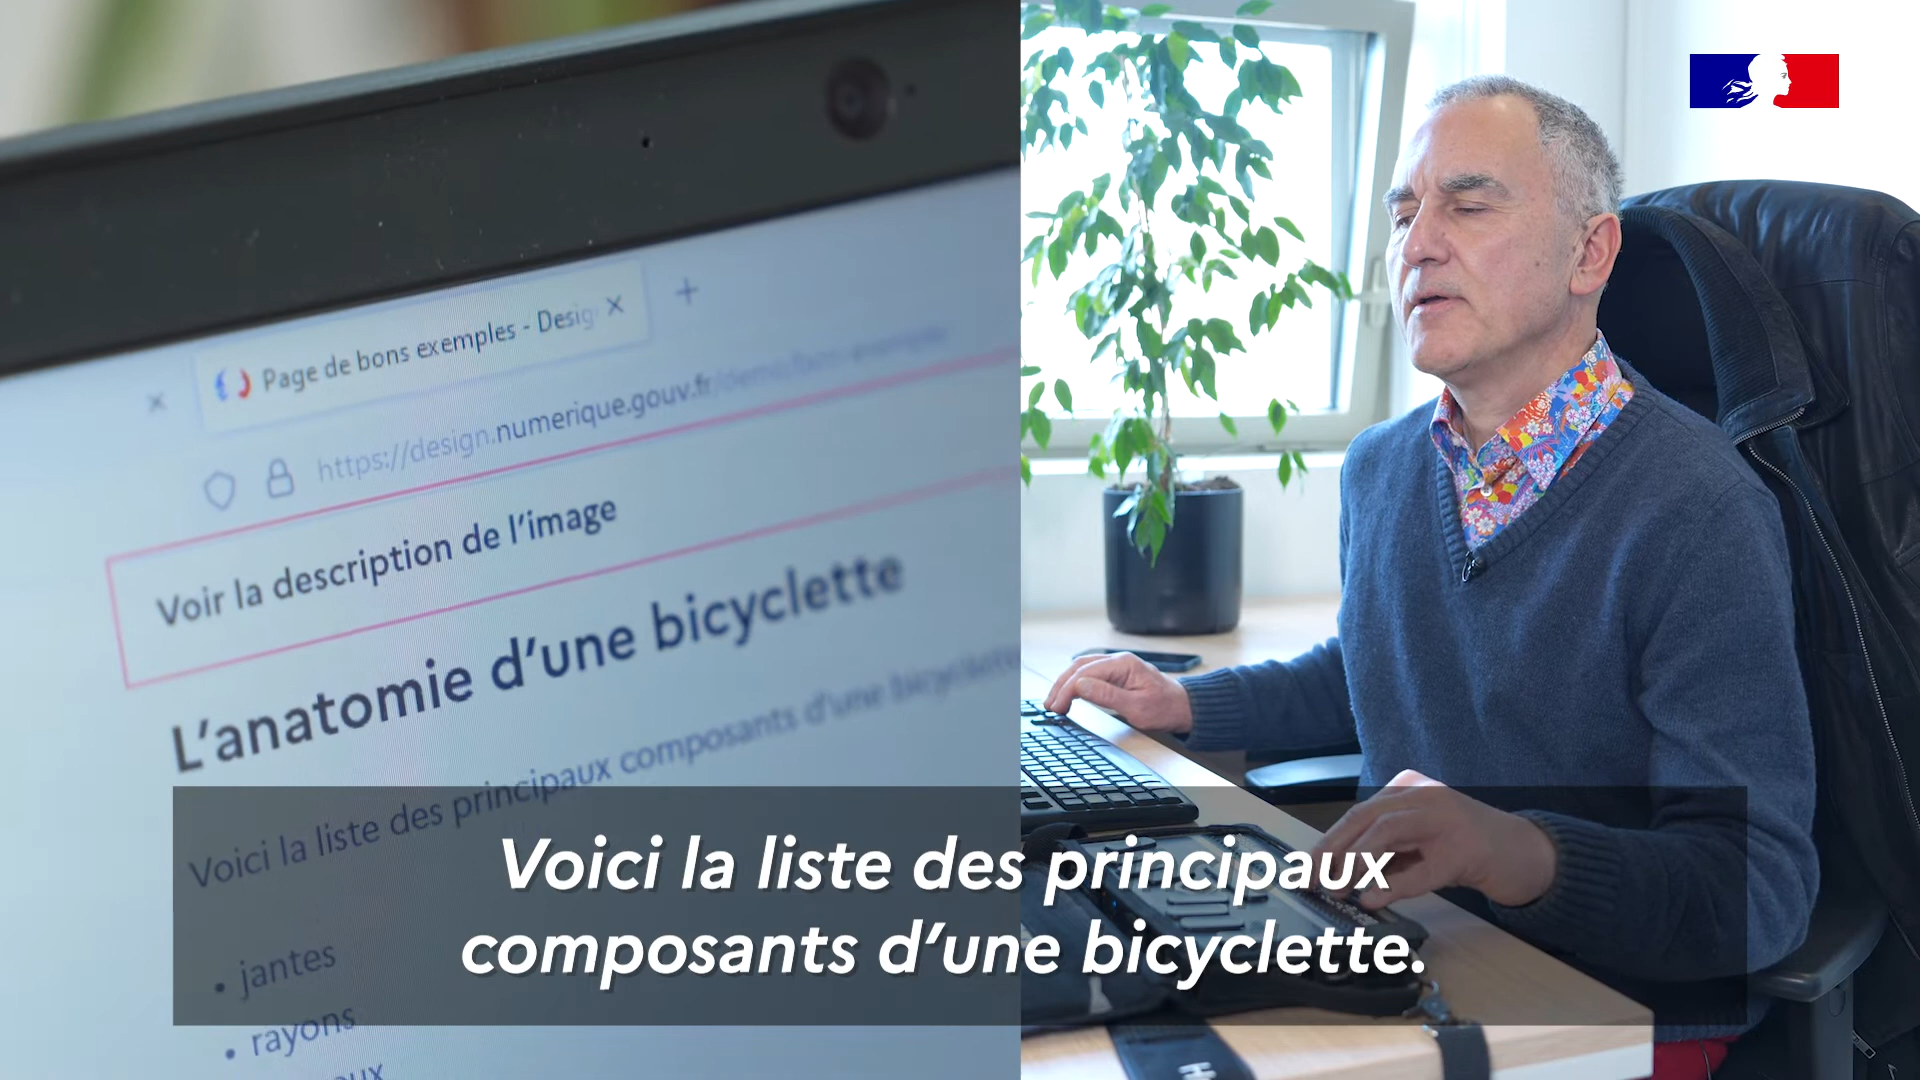 Page de bons exemples - Desig
https://design.numerique.gouv.fr/
Voir la description de l'image
L'anatomie d'une bicyclette
Voici la liste des principaux composants d'une bicyclette
• jantes
• rayons
Voici la liste des principaux
composants d'une bicyclette.